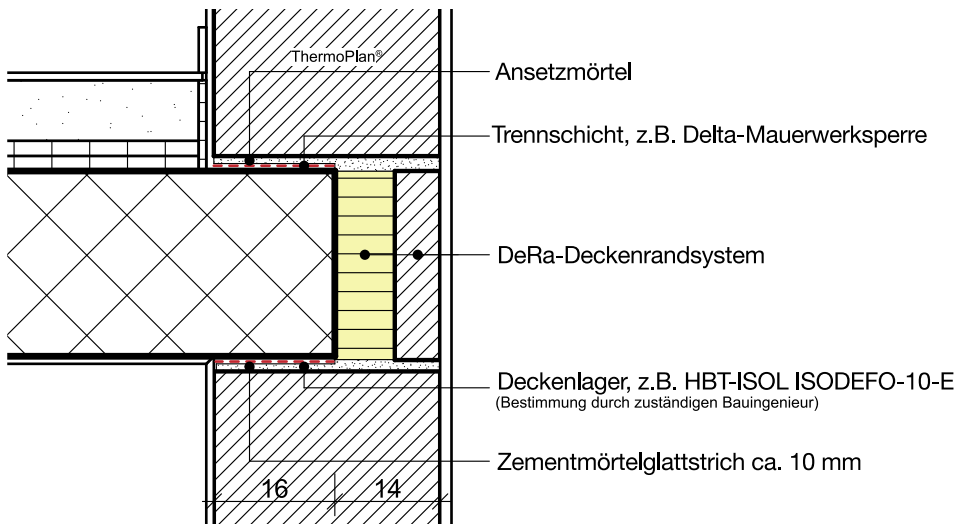 ThermoPlan®
Ansetzmörtel
Trennschicht, z.B. Delta-Mauerwerksperre
DeRa-Deckenrandsystem
Deckenlager, z.B. HBT-ISOL ISODEFO-10-E
(Bestimmung durch zuständigen Bauingenieur)
Zementmörtelglattstrich ca. 10 mm
16 14